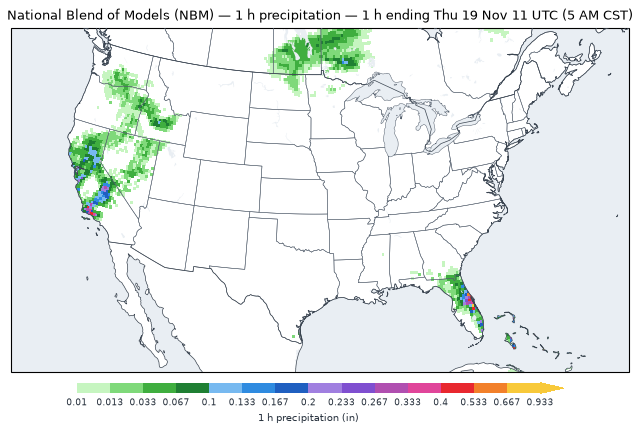 National Blend of Models (NBM) — 1 h precipitation — 1 h ending Thu 19 Nov 11 UTC (5 AM CST)
0.01 0.013 0.033 0.067 0.1 0.133 0.167 0.2 0.233 0.267 0.333 0.4 0.533 0.667 0.933
1 h precipitation (in)